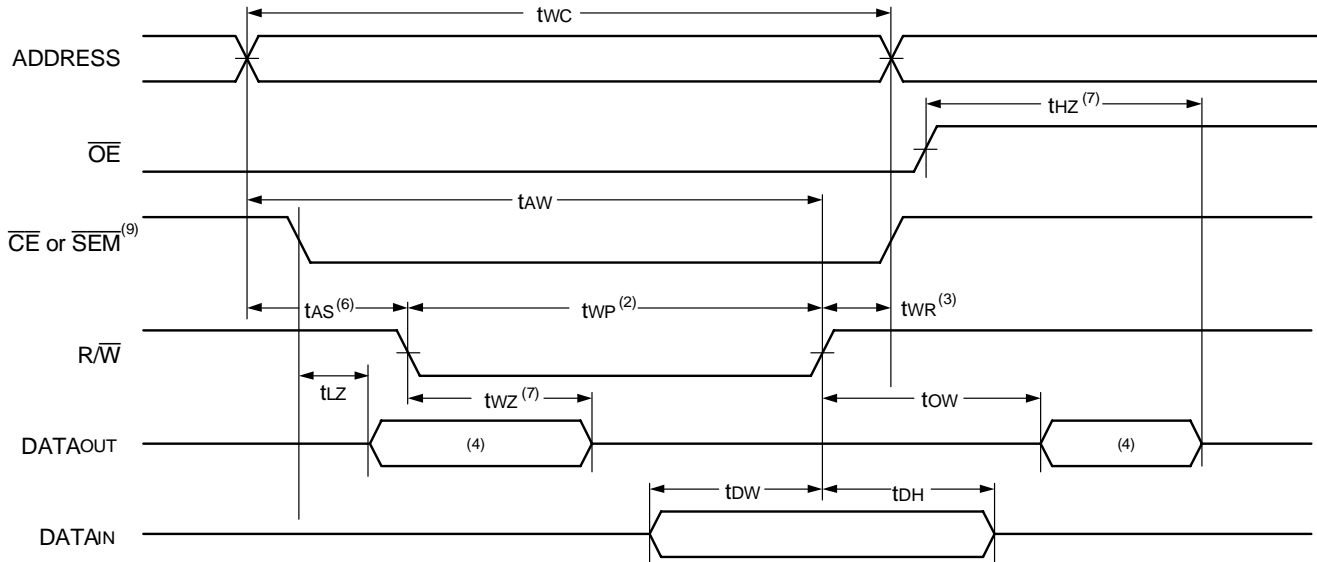 tWC
ADDRESS
tHZ(7)
OE
tAW
CE or SEM(9)
tAS(6)
tWP(2)
tWR(3)
R/W
tLZ
tWZ(7)
tOW
DATAOUT
(4)
(4)
tDW
tDH
DATAIN